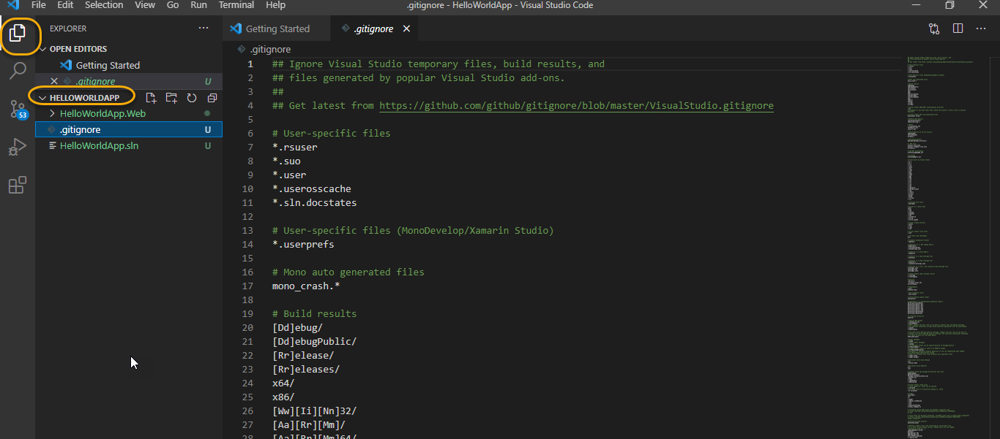 File Edit Selection View Go Run Terminal Help .gitignore - HelloWorldApp - Visual Studio Code
EXPLORER
Getting Started
.gitignore
OPEN EDITORS
Getting Started
.gitignore U
HELLOWORLDAPP
HelloWorldApp.Web
.gitignore U
HelloWorldApp.sln U
53
.gitignore
1 ## Ignore Visual Studio temporary files, build results, and
2 ## files generated by popular Visual Studio add-ons.
3 ##
4 ## Get latest from https://github.com/github/gitignore/blob/master/VisualStudio.gitignore
5
6 # User-specific files
7 *.rsuser
8 *.suo
9 *.user
10 *.userosscache
11 *.sln.docstates
12
13 # User-specific files (MonoDevelop/Xamarin Studio)
14 *.userprefs
15
16 # Mono auto generated files
17 mono_crash.*
18
19 # Build results
20 [Dd]ebug/
21 [Dd]ebugPublic/
22 [Rr]elease/
23 [Rr]eleases/
24 x64/
25 x86/
26 [Ww][Ii][Nn]32/
27 [Aa][Rr][Mm]/
28 [Aa][Rr][Mm]64/